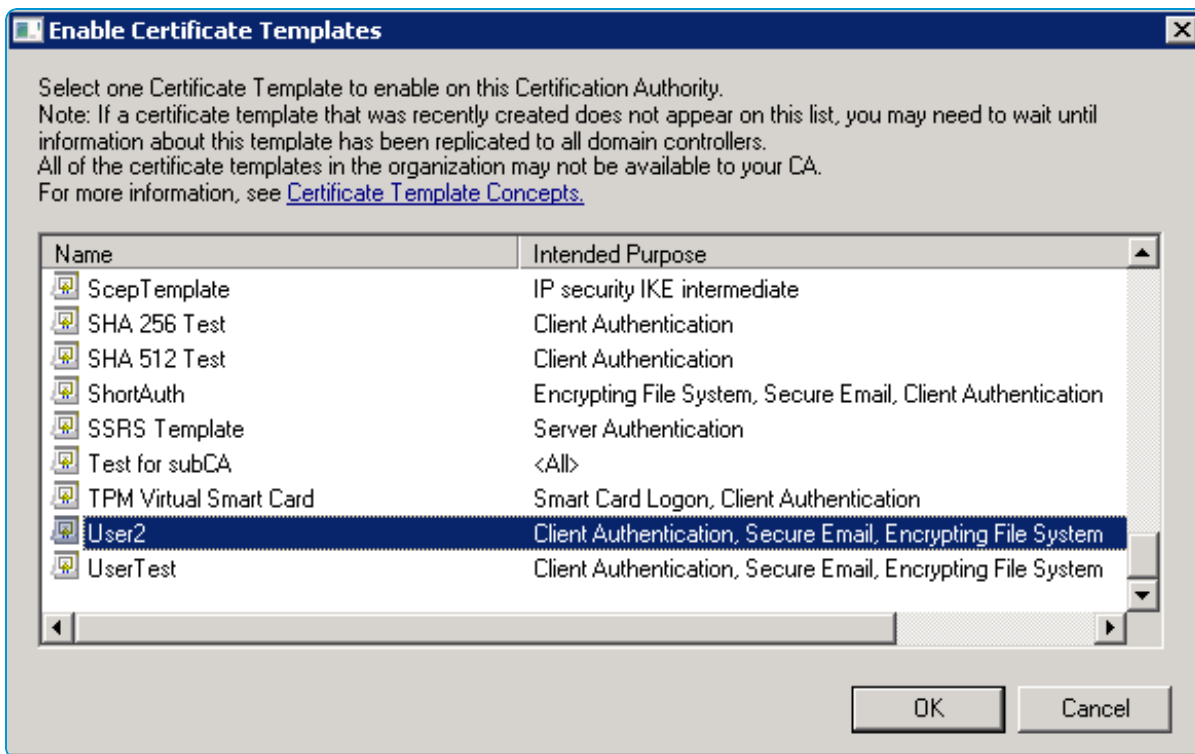 Enable Certificate Templates
Select one Certificate Template to enable on this Certification Authority.
Note: If a certificate template that was recently created does not appear on this list, you may need to wait until
information about this template has been replicated to all domain controllers.
All of the certificate templates in the organization may not be available to your CA.
For more information, see Certificate Template Concepts.
Name Intended Purpose
ScepTemplate IP security IKE intermediate
SHA 256 Test Client Authentication
SHA 512 Test Client Authentication
ShortAuth Encrypting File System, Secure Email, Client Authentication
SSRS Template Server Authentication
Test for subCA <All>
TPM Virtual Smart Card Smart Card Logon, Client Authentication
User2 Client Authentication, Secure Email, Encrypting File System
UserTest Client Authentication, Secure Email, Encrypting File System
OK Cancel